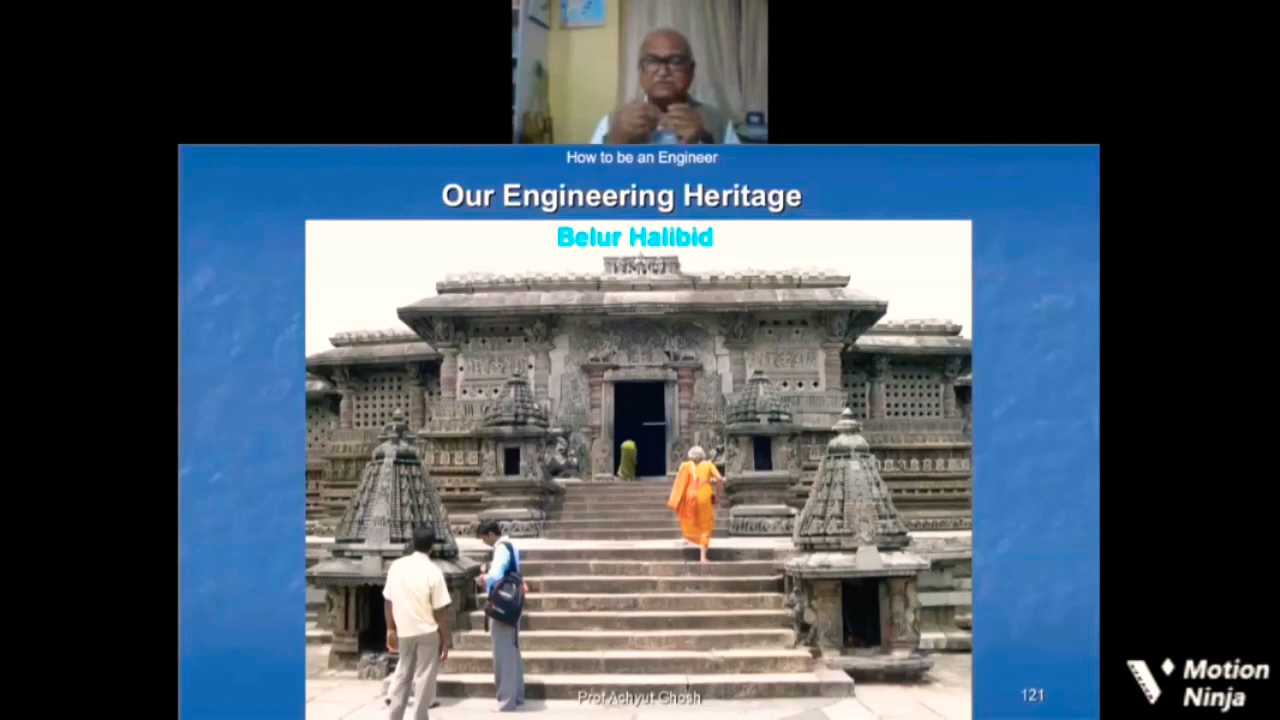 How to be an Engineer
Our Engineering Heritage
Belur Halibid
Prof Achyut Ghosh
121
Motion
Ninja